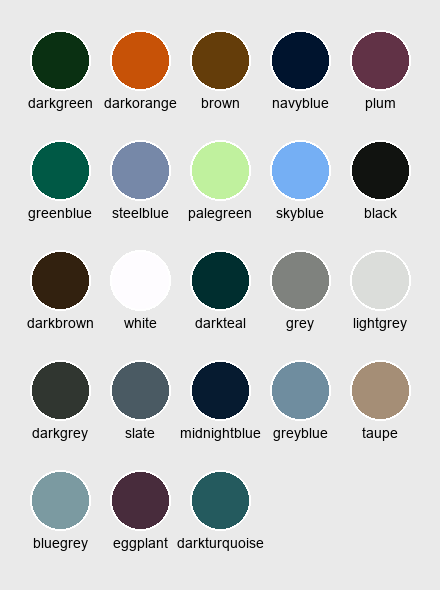 darkgreen darkorange brown navyblue plum
greenblue steelblue palegreen skyblue black
darkbrown white darkteal grey lightgrey
darkgrey slate midnightblue greyblue taupe
bluegrey eggplant darkturquoise